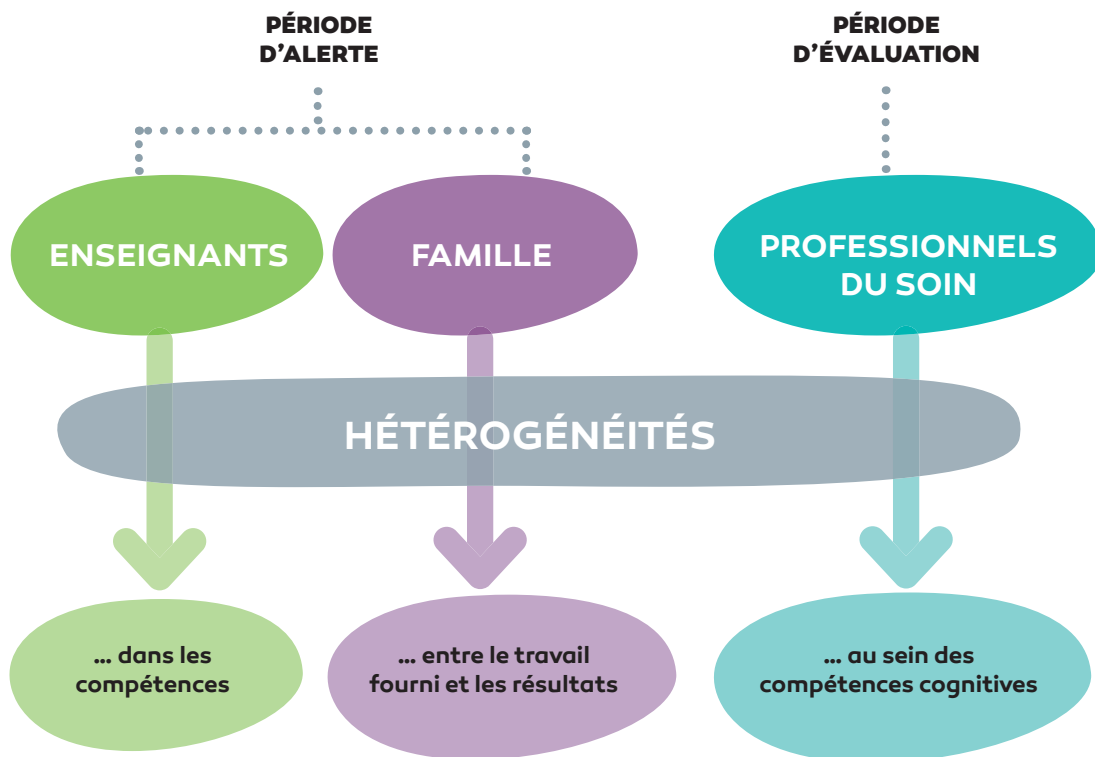 PÉRIODE
D'ALERTE
PÉRIODE
D'ÉVALUATION
ENSEIGNANTS
FAMILLE
PROFESSIONNELS
DU SOIN
HÉTÉROGÉNÉITÉS
... dans les
compétences
... entre le travail
fourni et les résultats
... au sein des
compétences cognitives